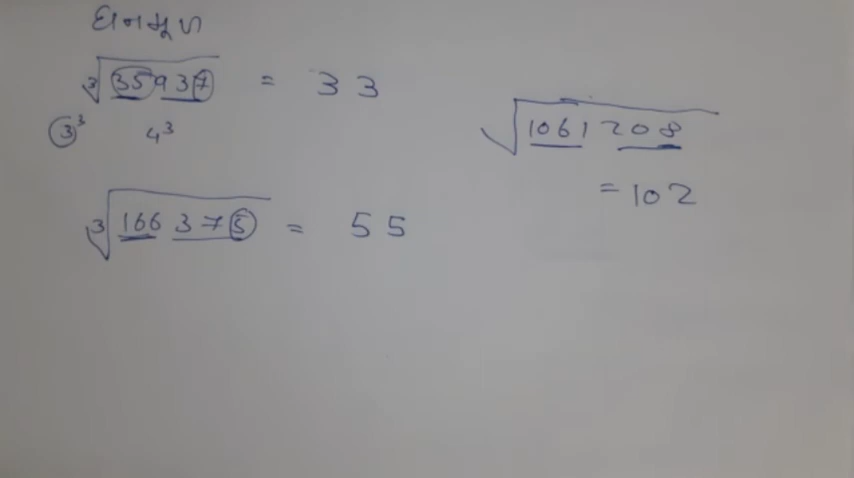 ઘનમૂળ
∛35937 = 33
3³ 4³
∛166375 = 55
√1061208
= 102